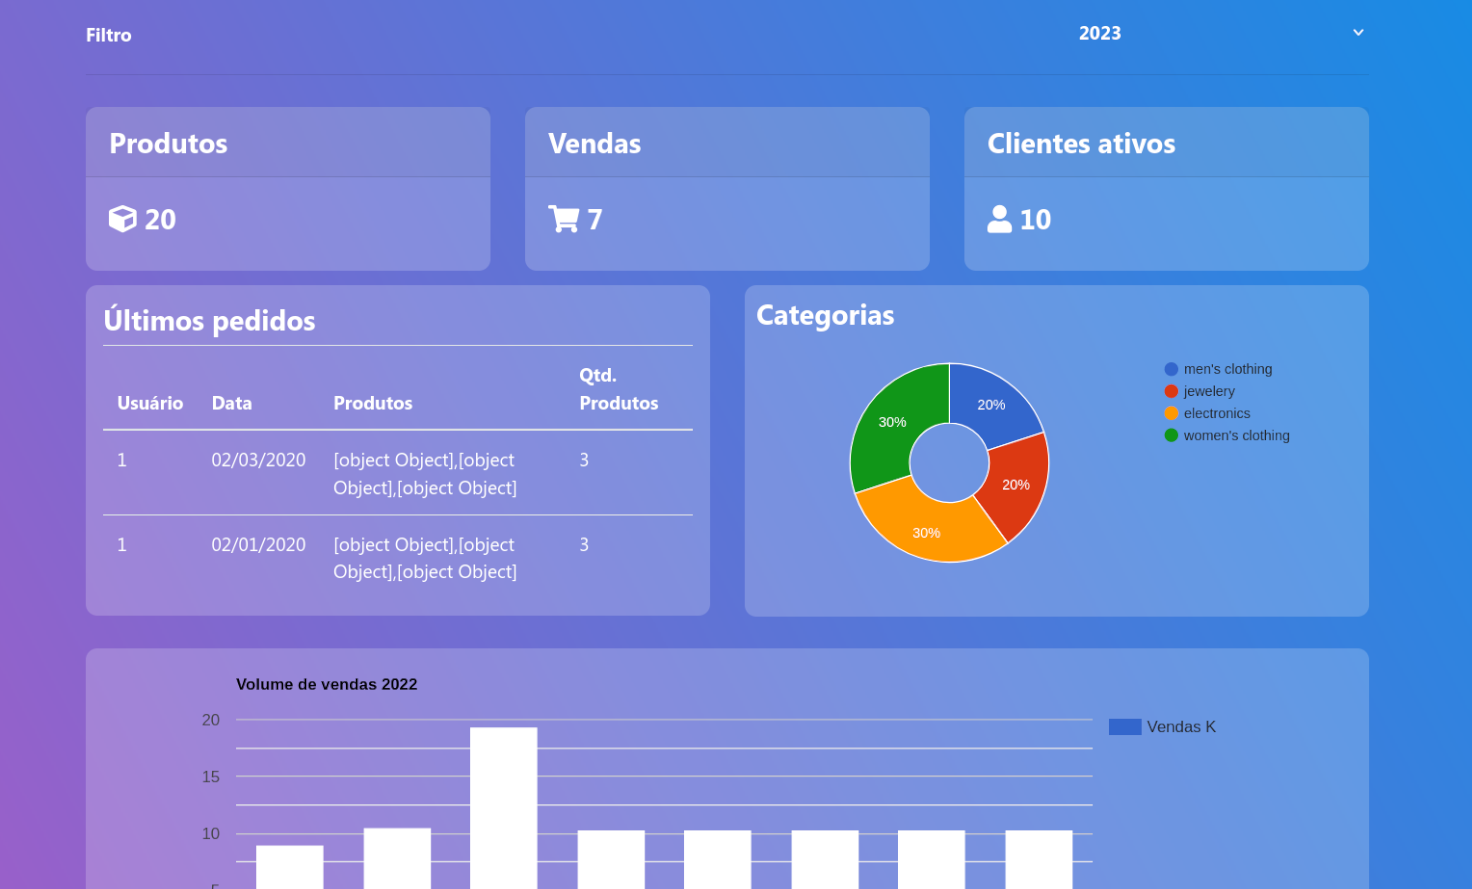 Filtro
2023
Produtos
20
Vendas
7
Clientes ativos
10
Últimos pedidos
Usuário
Data
Produtos
Qtd.
Produtos
1
02/03/2020
[object Object],[object
Object],[object Object]
3
1
02/01/2020
[object Object],[object
Object],[object Object]
3
Categorias
20%
20%
30%
30%
men's clothing
jewelery
electronics
women's clothing
Volume de vendas 2022
20
15
10
5
Vendas K